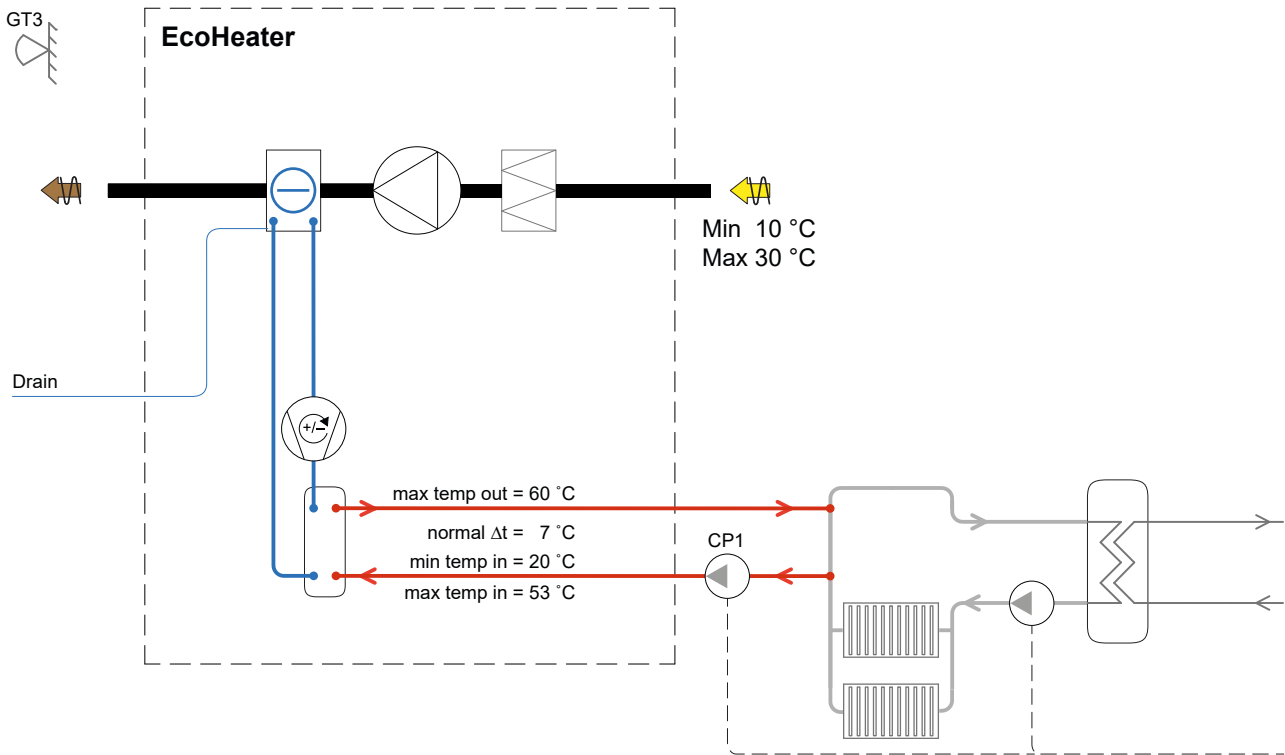 GT3
EcoHeater
Min 10 °C
Max 30 °C
Drain
+/-
max temp out = 60 ˚C
normal Δt = 7 ˚C
CP1
min temp in = 20 ˚C
max temp in = 53 ˚C